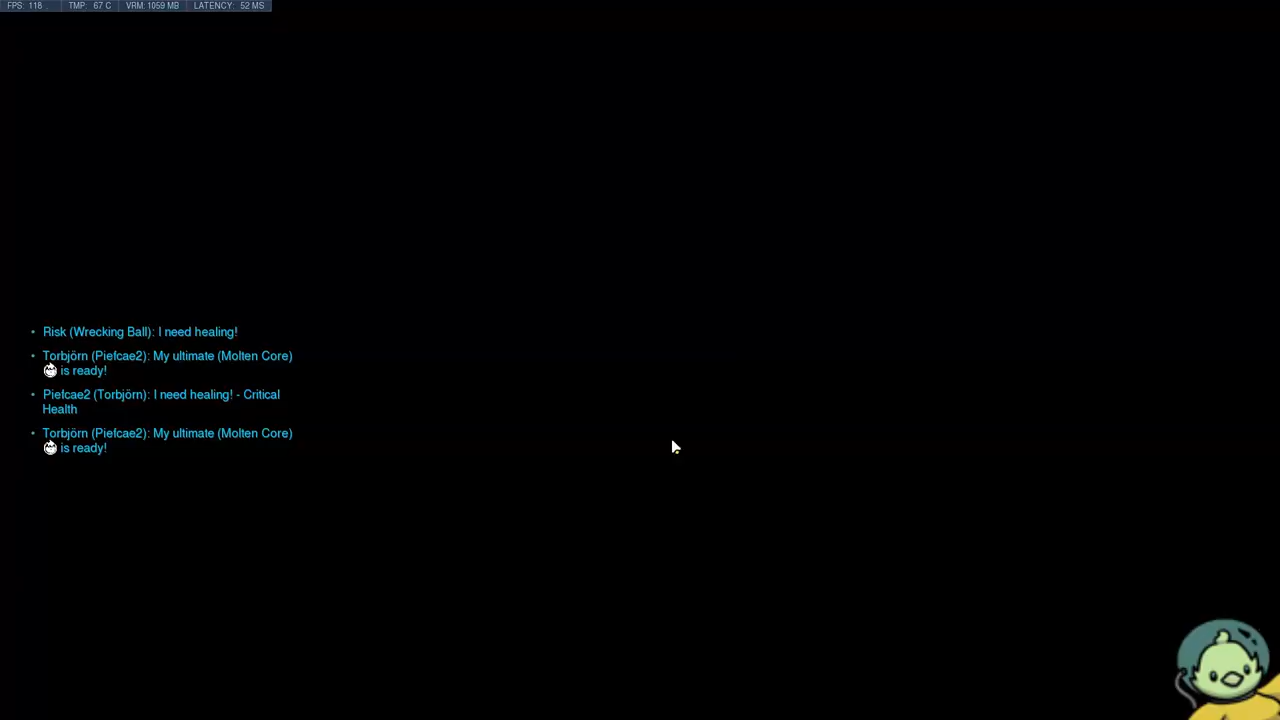 FPS: 118 TMP: 67 C VRM: 1059 MB LATENCY: 52 MS
• Risk (Wrecking Ball): I need healing!
• Torbjörn (Piefcae2): My ultimate (Molten Core)
is ready!
• Piefcae2 (Torbjörn): I need healing! - Critical
Health
• Torbjörn (Piefcae2): My ultimate (Molten Core)
is ready!